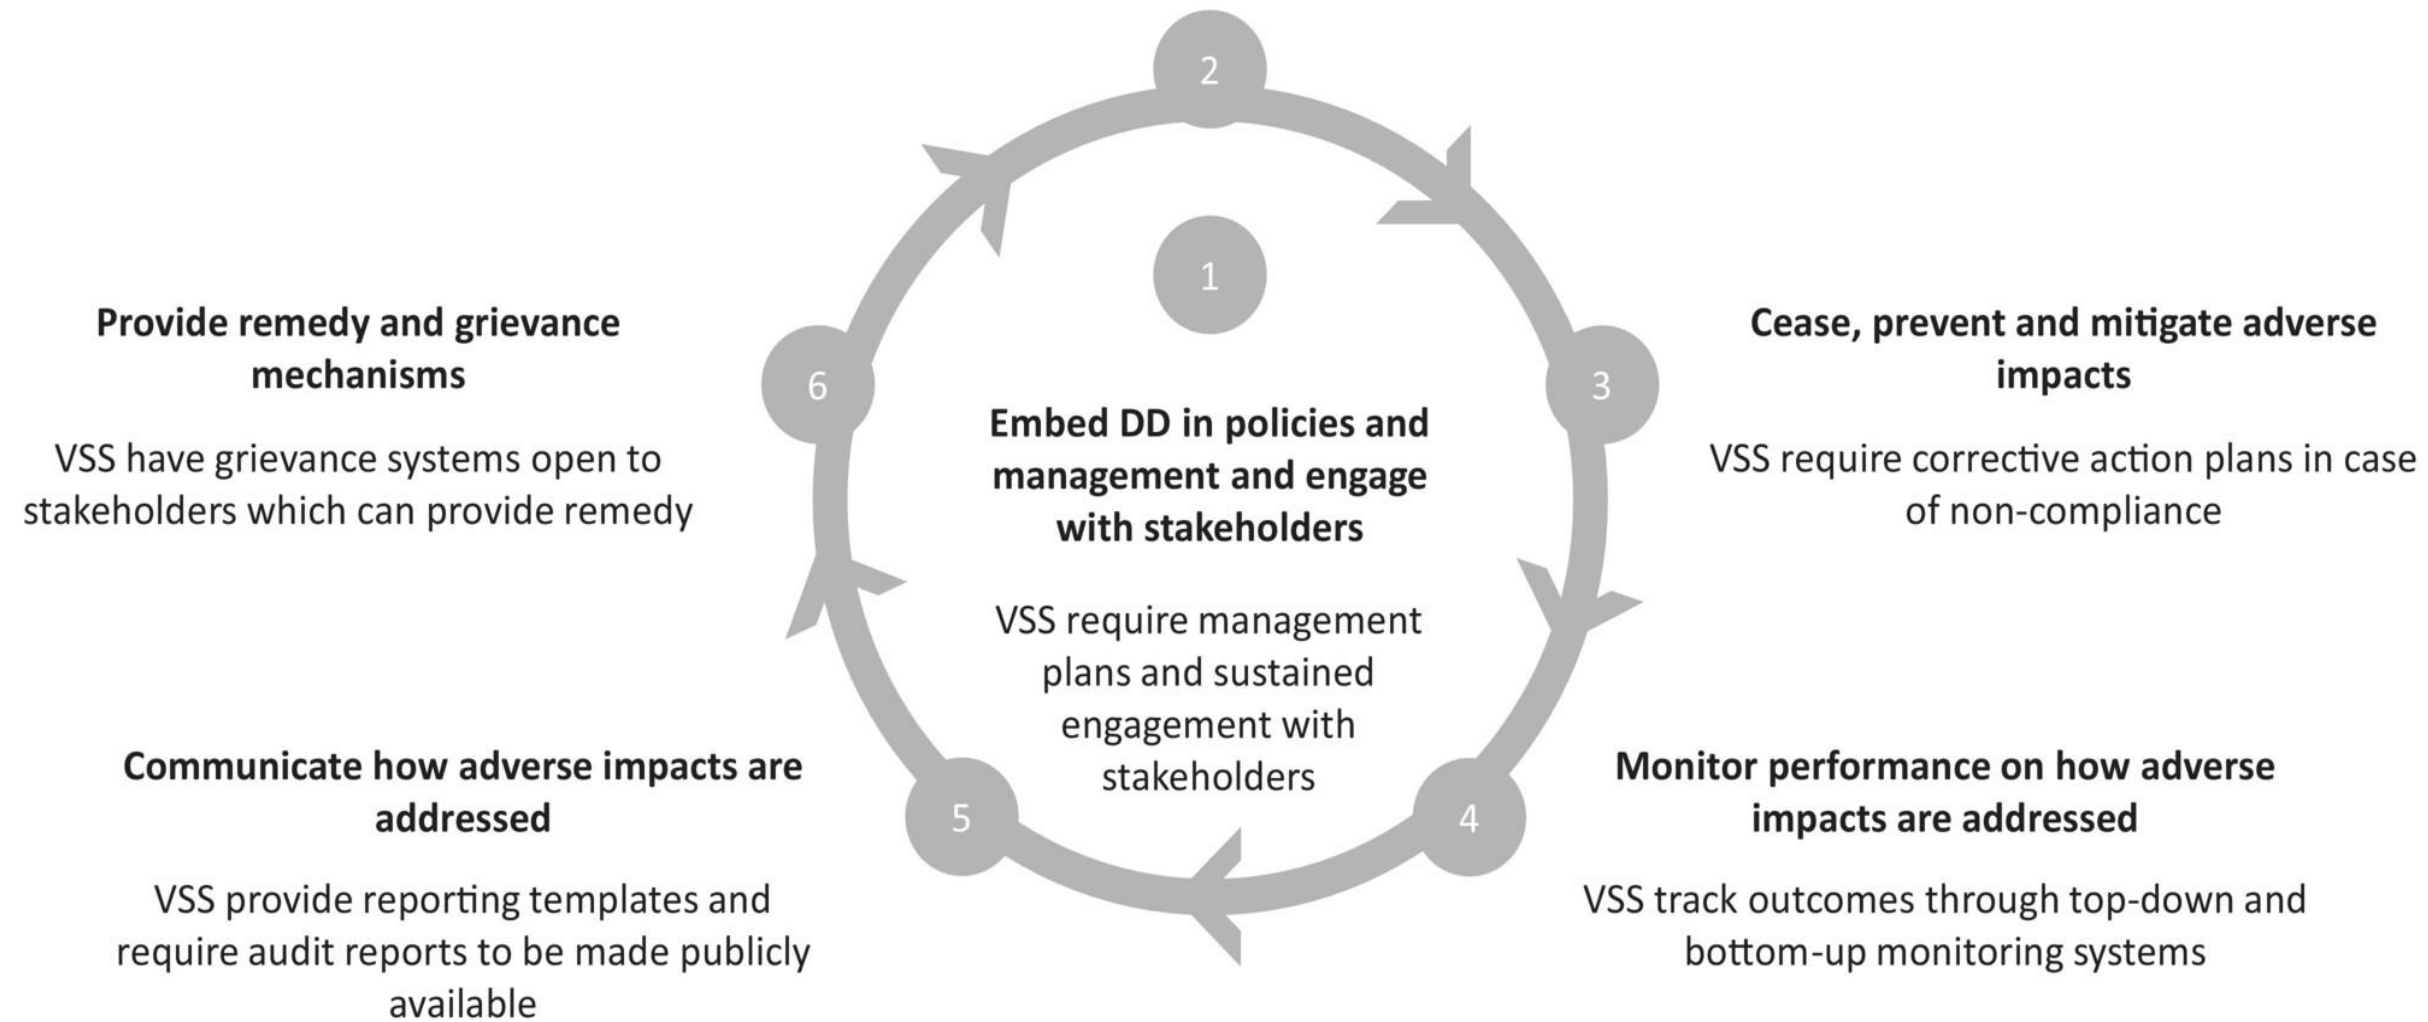 2
1
Embed DD in policies and
management and engage
with stakeholders
VSS require management
plans and sustained
engagement with
stakeholders
3
Cease, prevent and mitigate adverse
impacts
VSS require corrective action plans in case
of non-compliance
4
Monitor performance on how adverse
impacts are addressed
VSS track outcomes through top-down and
bottom-up monitoring systems
5
Communicate how adverse impacts are
addressed
VSS provide reporting templates and
require audit reports to be made publicly
available
6
Provide remedy and grievance
mechanisms
VSS have grievance systems open to
stakeholders which can provide remedy